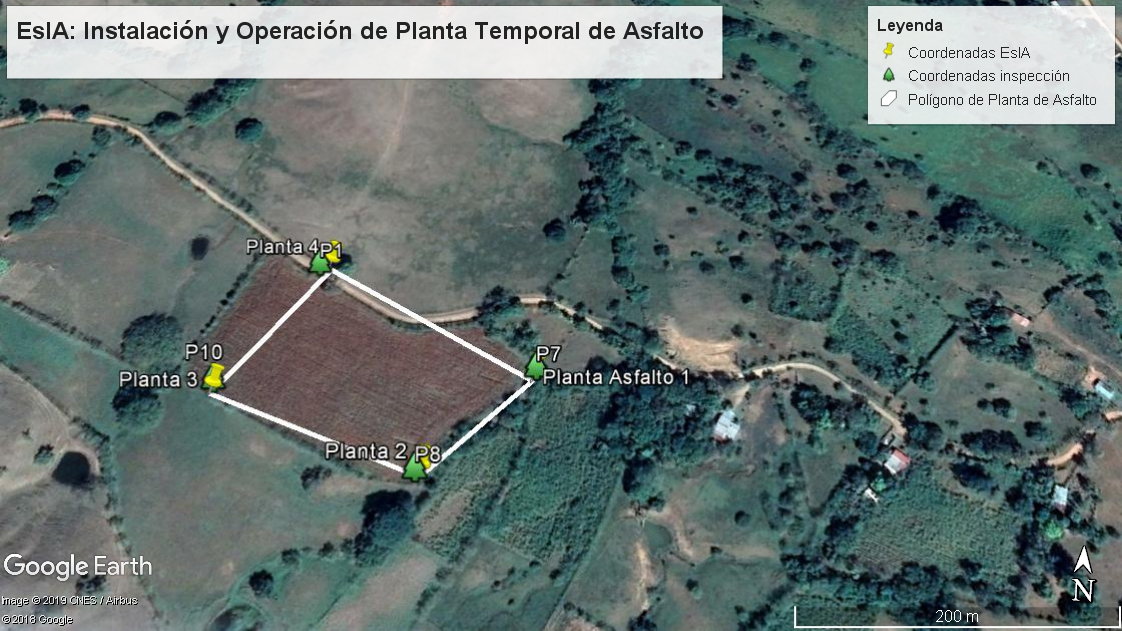 EsIA: Instalación y Operación de Planta Temporal de Asfalto
Leyenda
Coordenadas EsIA
Coordenadas inspección
Polígono de Planta de Asfalto
Planta 4
P1
P10
Planta 3
P7
Planta Asfalto 1
Planta 2
P8
Google Earth
Image © 2019 CNES / Airbus
© 2018 Google
N
200 m